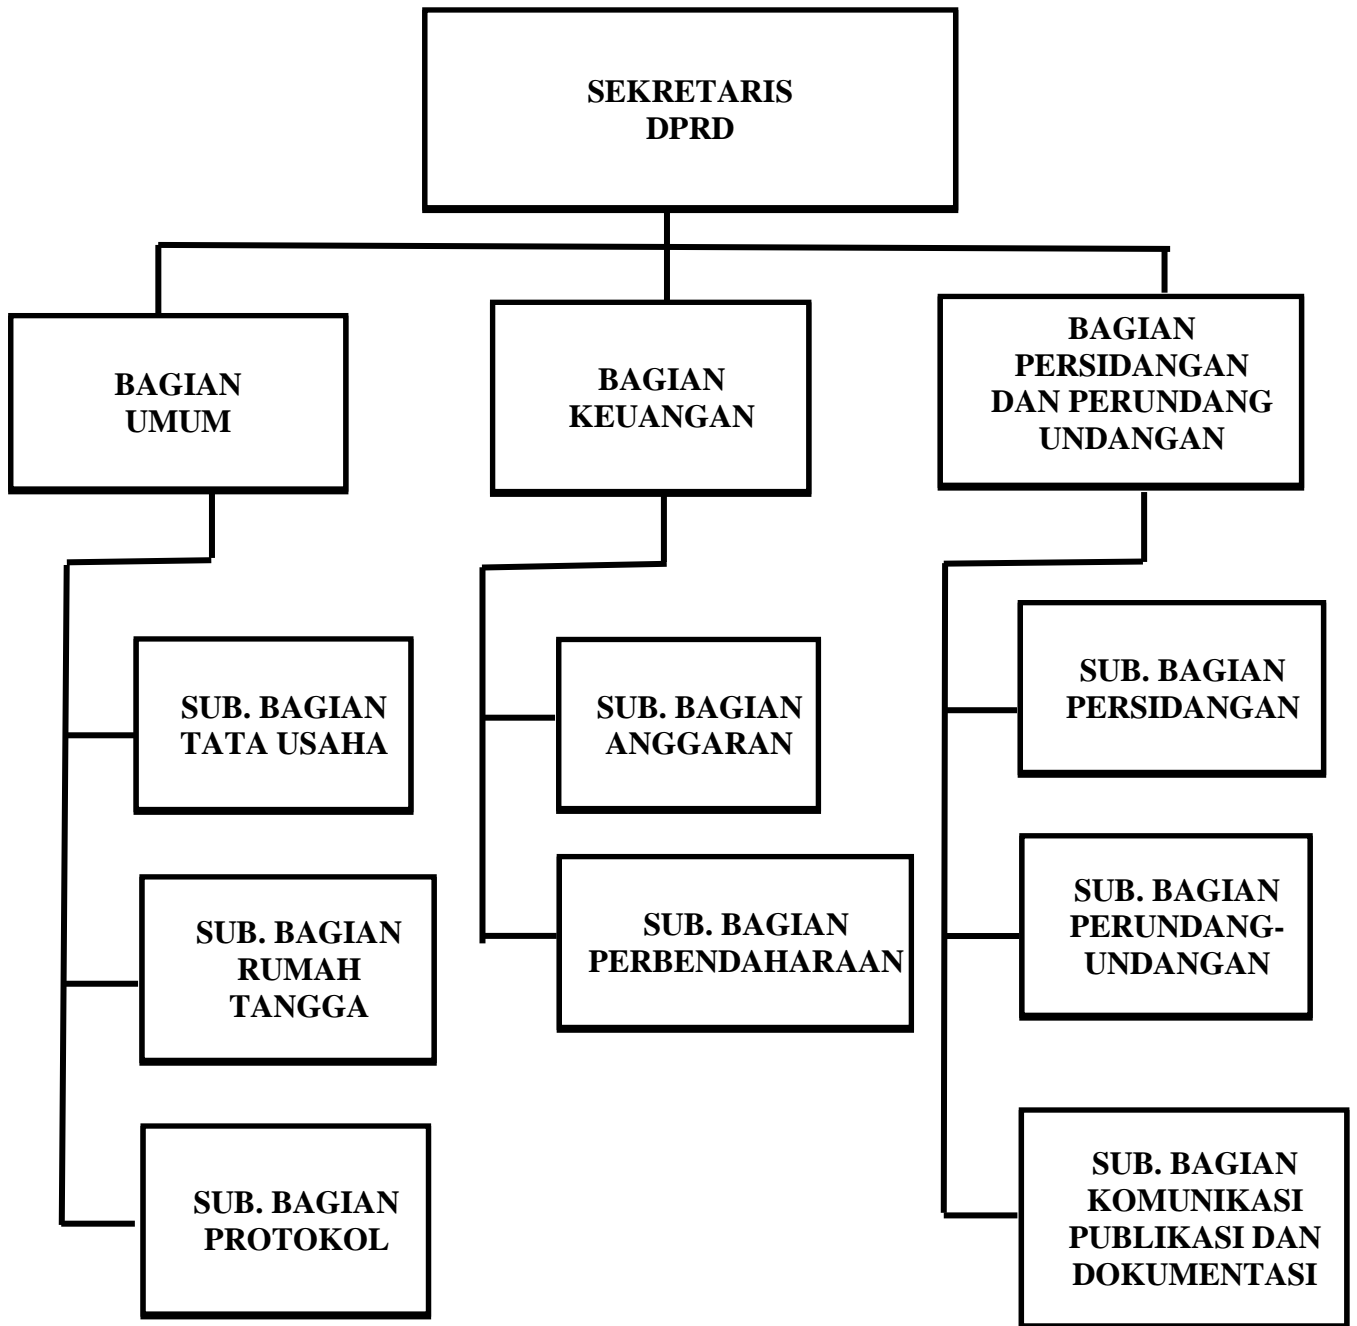 SEKRETARIS
DPRD
BAGIAN
UMUM
BAGIAN
KEUANGAN
BAGIAN
PERSIDANGAN
DAN PERUNDANG
UNDANGAN
SUB. BAGIAN
TATA USAHA
SUB. BAGIAN
RUMAH
TANGGA
SUB. BAGIAN
PROTOKOL
SUB. BAGIAN
ANGGARAN
SUB. BAGIAN
PERBENDAHARAAN
SUB. BAGIAN
PERSIDANGAN
SUB. BAGIAN
PERUNDANG-
UNDANGAN
SUB. BAGIAN
KOMUNIKASI
PUBLIKASI DAN
DOKUMENTASI